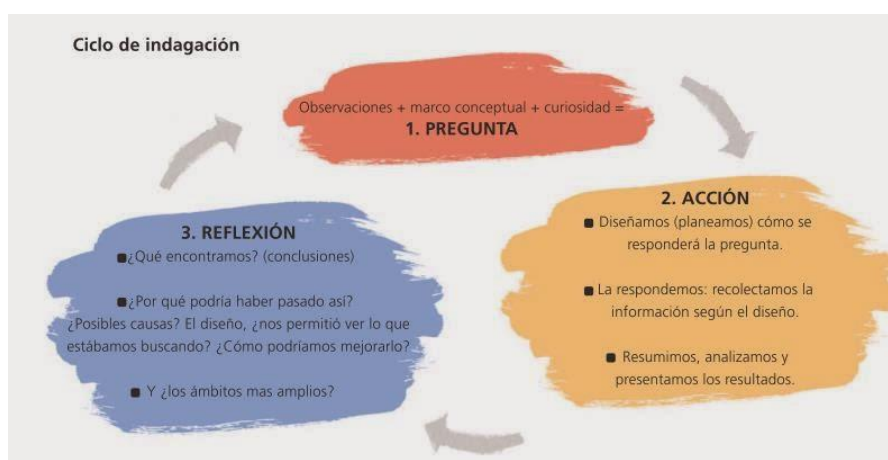 Ciclo de indagación
Observaciones + marco conceptual + curiosidad =
1. PREGUNTA
2. ACCIÓN
■ Diseñamos (planeamos) cómo se
responderá la pregunta.
■ La respondemos: recolectamos la
información según el diseño.
■ Resumimos, analizamos y
presentamos los resultados.
3. REFLEXIÓN
■¿Qué encontramos? (conclusiones)
■¿Por qué podría haber pasado así?
¿Posibles causas? El diseño, ¿nos permitió ver lo que
estábamos buscando? ¿Cómo podríamos mejorarlo?
■ Y ¿los ámbitos mas amplios?